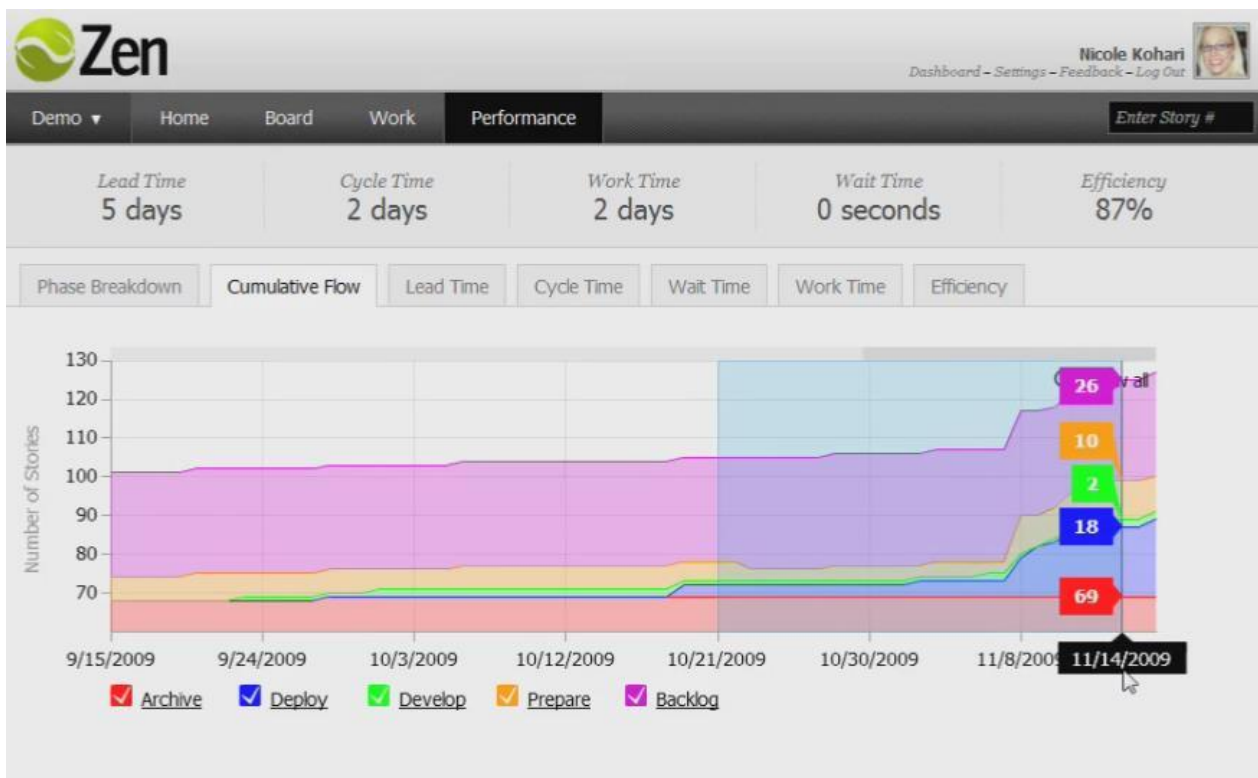 Zen
Nicole Kohari
Dashboard – Settings – Feedback – Log Out
Demo ▾ Home Board Work Performance Enter Story #
Lead Time Cycle Time Work Time Wait Time Efficiency
5 days 2 days 2 days 0 seconds 87%
Phase Breakdown Cumulative Flow Lead Time Cycle Time Wait Time Work Time Efficiency
Number of Stories
130
120
110
100
90
80
70
all
26
10
2
18
69
9/15/2009 9/24/2009 10/3/2009 10/12/2009 10/21/2009 10/30/2009 11/14/2009
Archive Deploy Develop Prepare Backlog